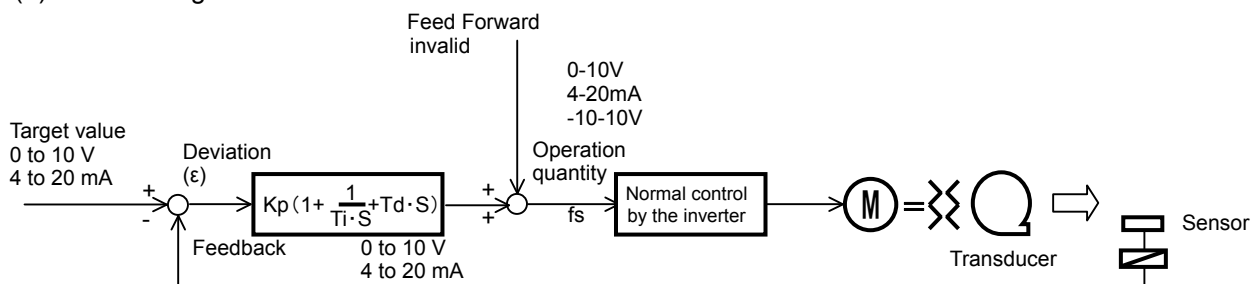 Feed Forward
invalid
0-10V
4-20mA
-10-10V
Target value
0 to 10 V
4 to 20 mA
Deviation
(ε)
Operation
quantity
+
-
Kp(1+ 1/Ti·S +Td·S)
+
+
fs
Normal control
by the inverter
M
Sensor
Feedback
0 to 10 V
4 to 20 mA
Transducer